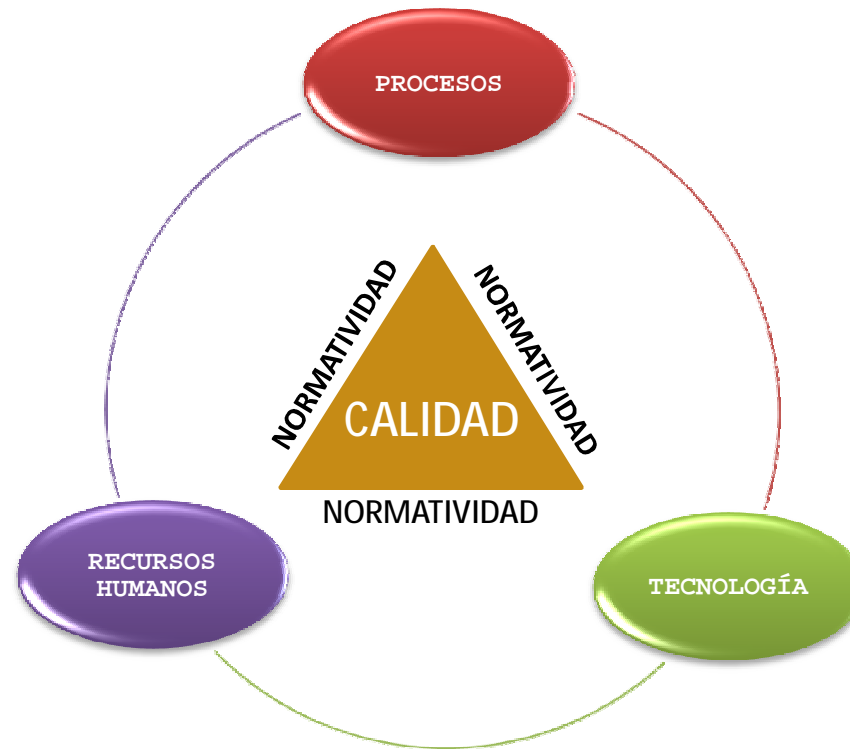 PROCESOS
NORMATIVIDAD
NORMATIVIDAD
CALIDAD
NORMATIVIDAD
RECURSOS
HUMANOS
TECNOLOGÍA